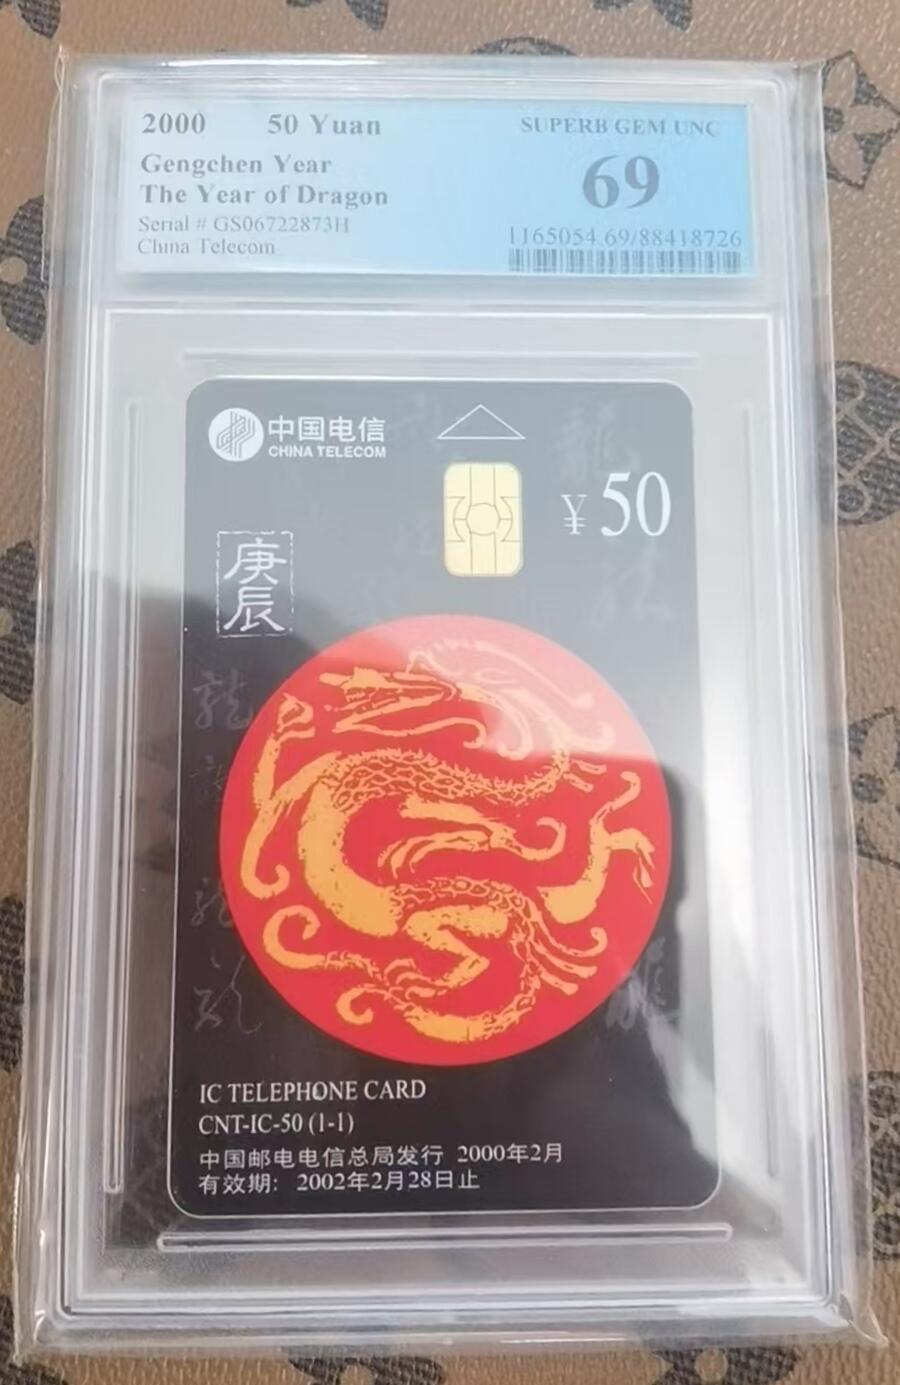 2000 50 Yuan
SUPERB GEM UNC
Gengchen Year
69
The Year of Dragon
Serial # GS06722873H
China Telecom
1165054.69/88418726
中国电信
CHINA TELECOM
¥50
庚辰
龍
龍
IC TELEPHONE CARD
CNT-IC-50 (1-1)
中国邮电电信总局发行 2000年2月
有效期: 2002年2月28日止